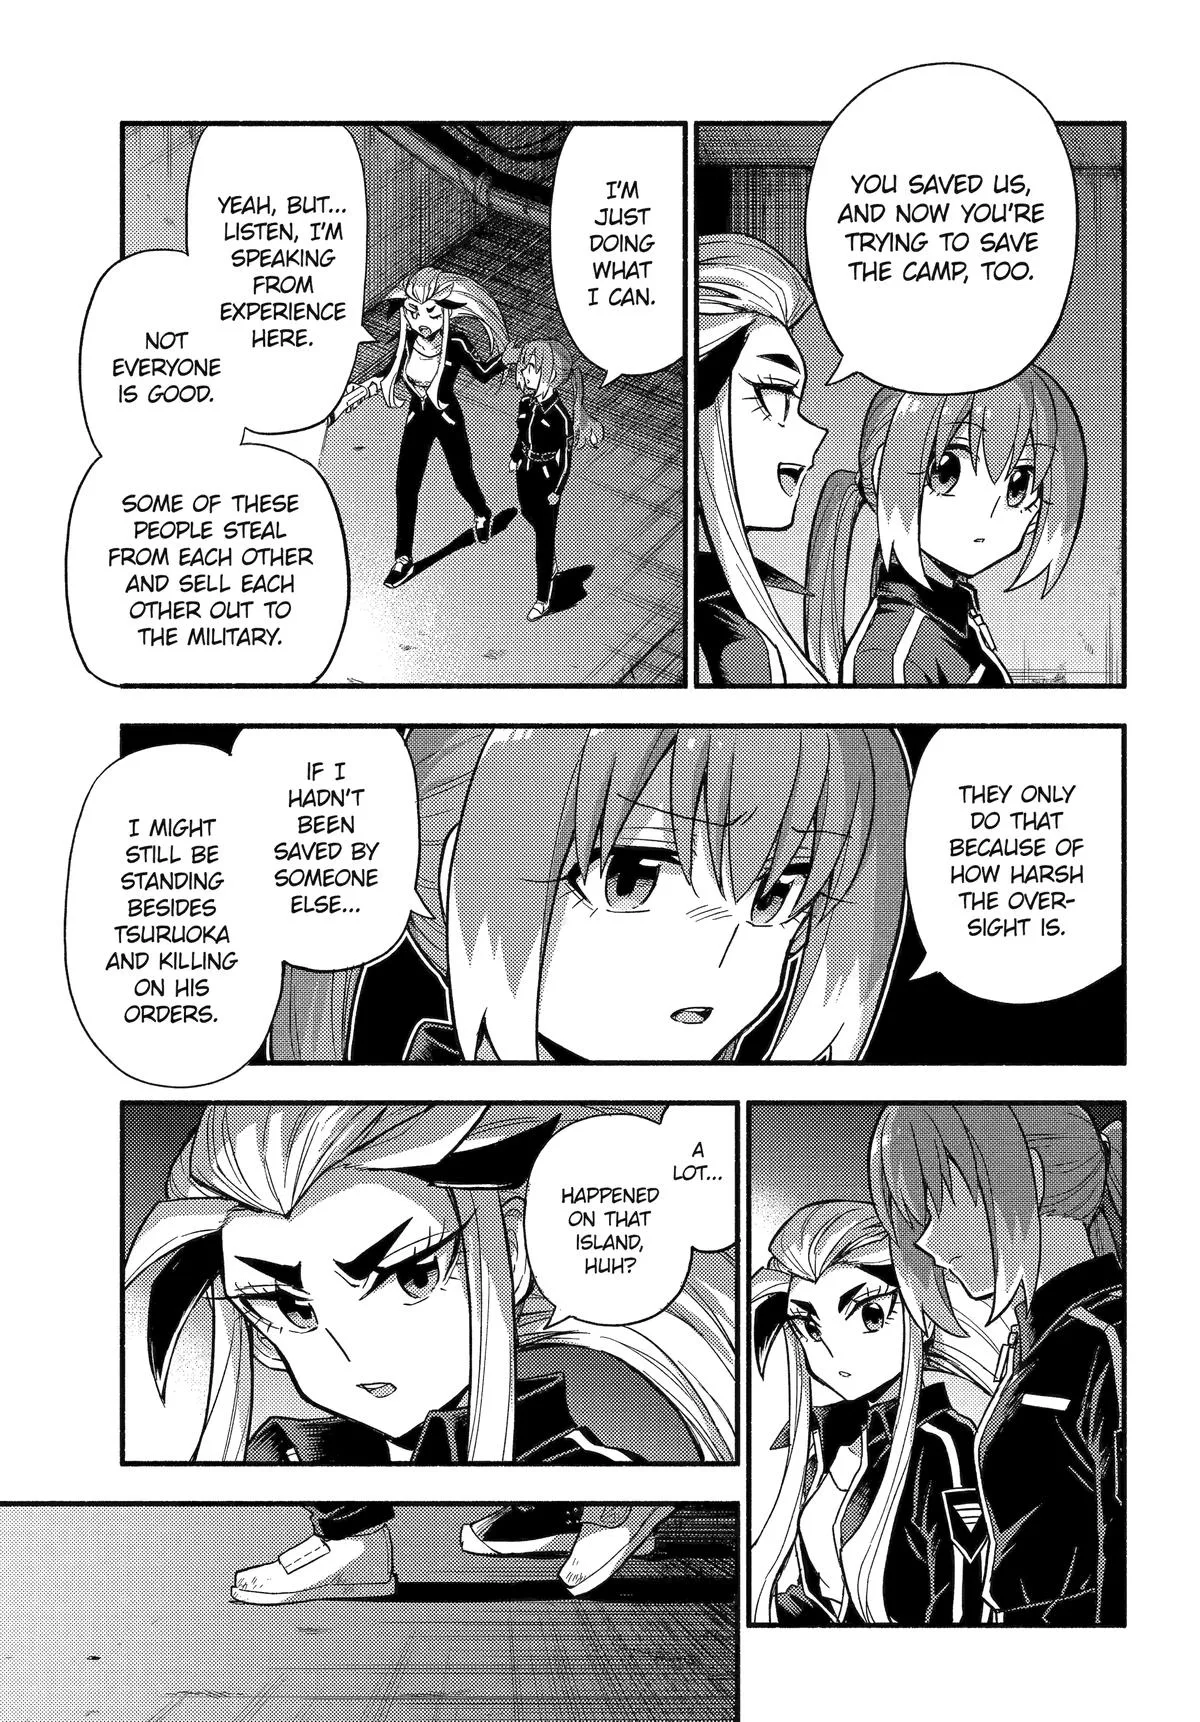 YOU SAVED US,
AND NOW YOU'RE
TRYING TO SAVE
THE CAMP, TOO.
I'M
JUST
DOING
WHAT
I CAN.
YEAH, BUT...
LISTEN, I'M
SPEAKING
FROM
EXPERIENCE
HERE.
NOT
EVERYONE
IS GOOD.
SOME OF THESE
PEOPLE STEAL
FROM EACH OTHER
AND SELL EACH
OTHER OUT TO
THE MILITARY.
THEY ONLY
DO THAT
BECAUSE OF
HOW HARSH
THE OVER-
SIGHT IS.
IF I
HADN'T
BEEN
SAVED BY
SOMEONE
ELSE...
I MIGHT
STILL BE
STANDING
BESIDES
TSURUOKA
AND KILLING
ON HIS
ORDERS.
A
LOT...
HAPPENED
ON THAT
ISLAND,
HUH?